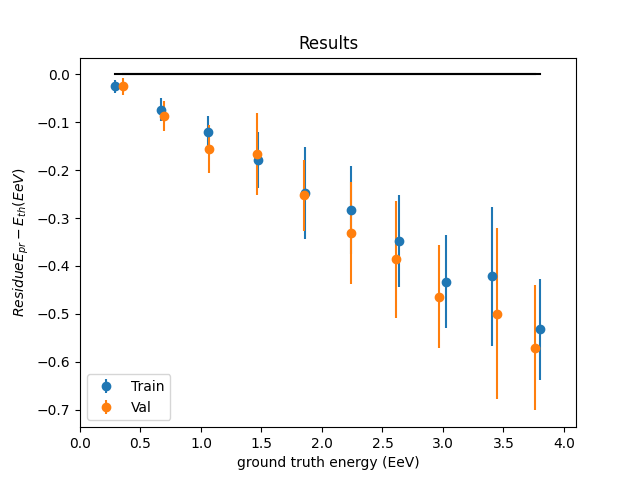 Results
0.0
−0.1
−0.2
−0.3
−0.4
−0.5
−0.6
−0.7
ResidueE_{pr} − E_{th}(EeV)
Train
Val
0.0 0.5 1.0 1.5 2.0 2.5 3.0 3.5 4.0
ground truth energy (EeV)